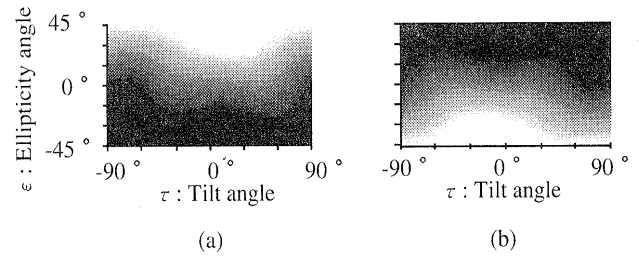 45 °
0 °
-45 °
ε : Ellipticity angle
-90 ° 0 ° 90 °
τ : Tilt angle
(a)
-90 ° 0 ° 90 °
τ : Tilt angle
(b)